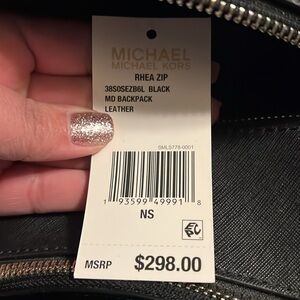 MICHAEL
MICHAEL KORS
RHEA ZIP
38S0SEZB6L BLACK
MD BACKPACK
LEATHER
SML5778-0001
1 93599 49991 8
NS
MSRP $298.00